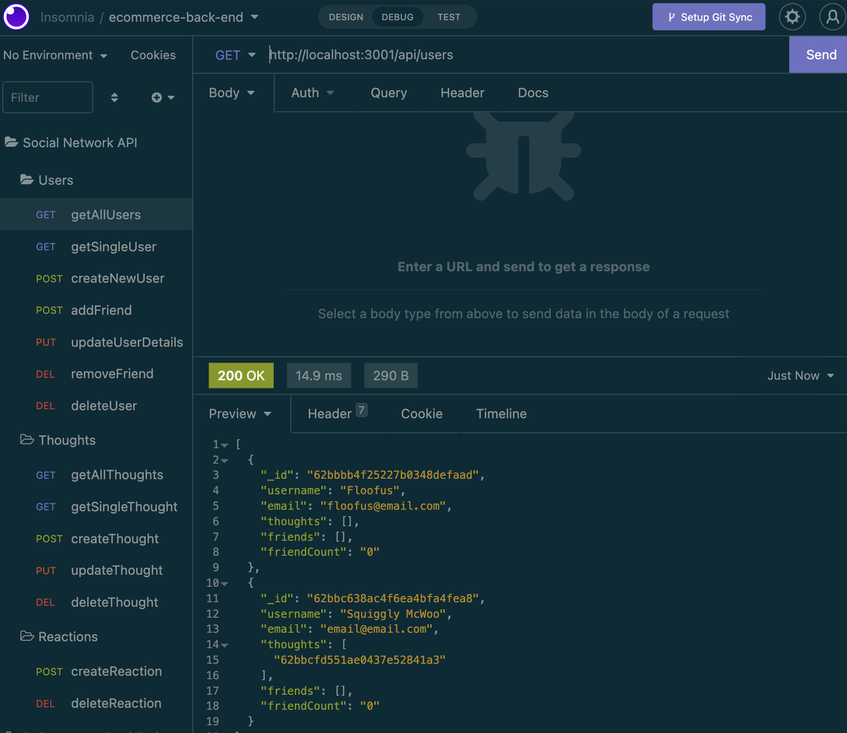 Insomnia / ecommerce-back-end
DESIGN DEBUG TEST
Setup Git Sync
No Environment Cookies
GET http://localhost:3001/api/users Send
Filter
Body Auth Query Header Docs
Social Network API
Users
GET getAllUsers
GET getSingleUser
POST createNewUser
POST addFriend
PUT updateUserDetails
DEL removeFriend
DEL deleteUser
Thoughts
GET getAllThoughts
GET getSingleThought
POST createThought
PUT updateThought
DEL deleteThought
Reactions
POST createReaction
DEL deleteReaction
Enter a URL and send to get a response
Select a body type from above to send data in the body of a request
200 OK 14.9 ms 290 B Just Now
Preview Header 7 Cookie Timeline
1 [
2 {
3 "_id": "62bbbb4f25227b0348defaad",
4 "username": "Floofus",
5 "email": "floofus@email.com",
6 "thoughts": [],
7 "friends": [],
8 "friendCount": "0"
9 },
10 {
11 "_id": "62bbc638ac4f6ea4bfa4fea8",
12 "username": "Squiggly McWoo",
13 "email": "email@email.com",
14 "thoughts": [
15 "62bbcfd551ae0437e52841a3"
16 ],
17 "friends": [],
18 "friendCount": "0"
19 }